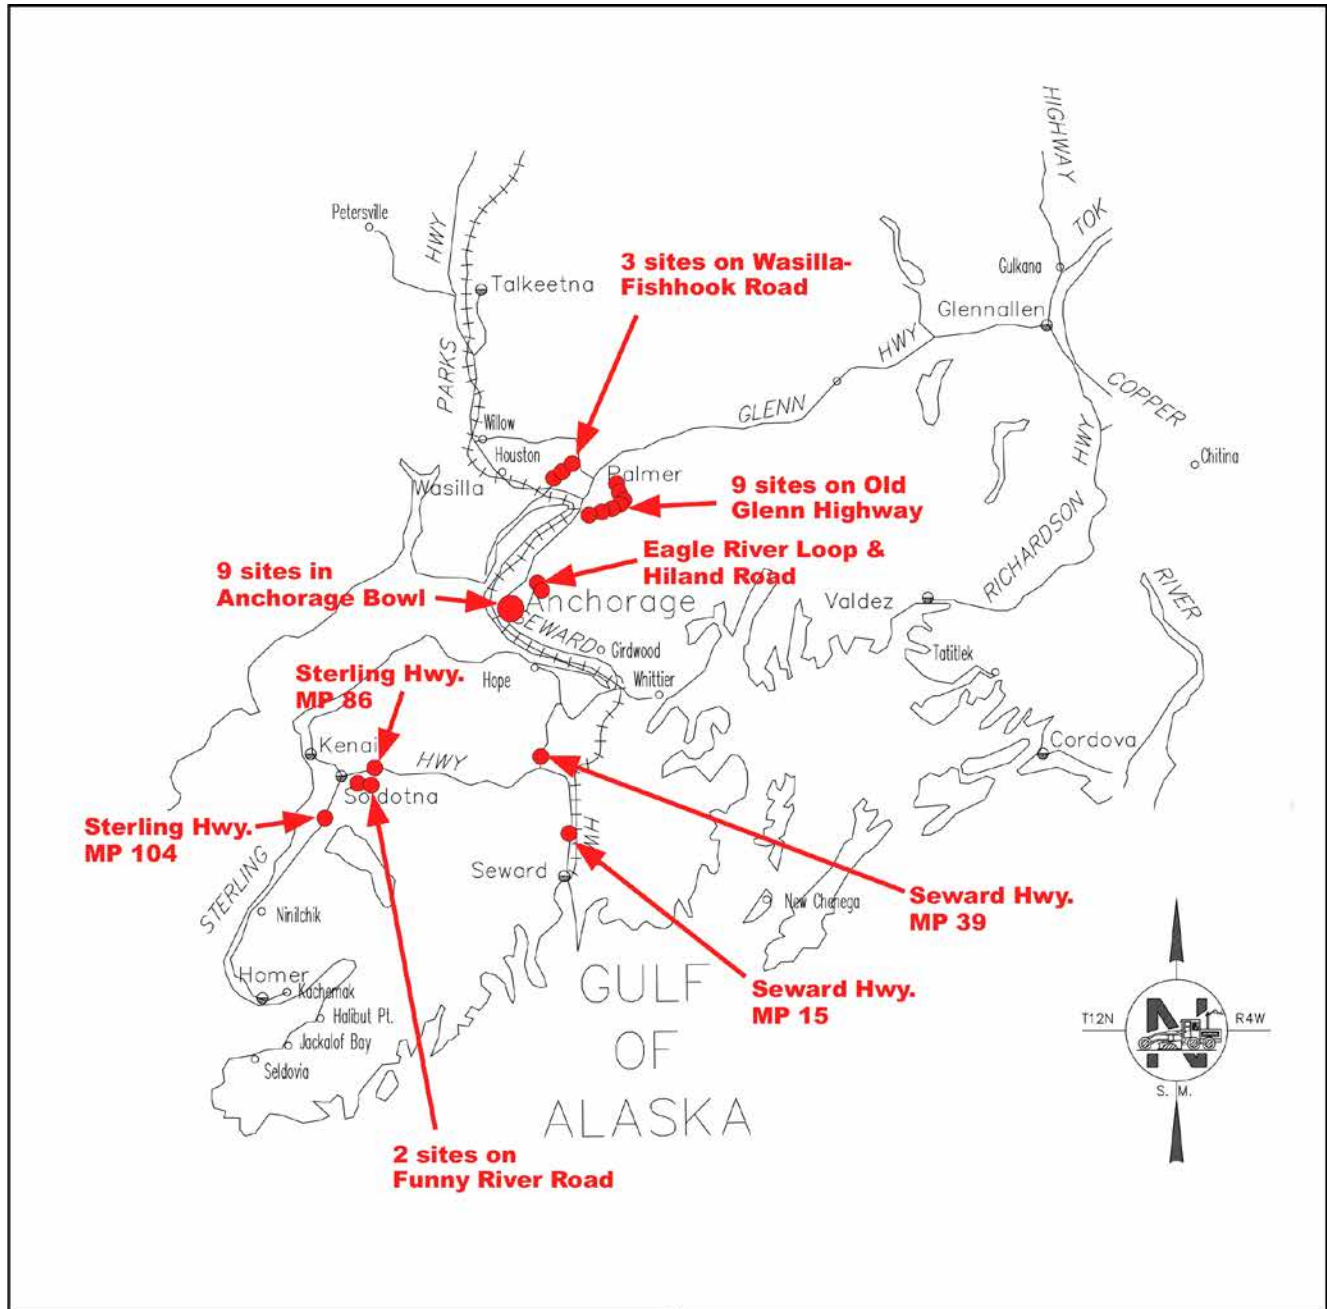 HIGHWAY
TOK
Petersville
HWY
Gulkana
3 sites on Wasilla-
Fishhook Road
Talkeetna
Glennallen
HWY
PARKS
COPPER
GLENN
Willow
HWY
Chitina
Houston
Palmer
Wasilla
9 sites on Old
Glenn Highway
RICHARDSON
Eagle River Loop &
Hiland Road
9 sites in
Anchorage Bowl
RIVER
Anchorage
Valdez
SEWARD
Girdwood
Tatitlek
Sterling Hwy.
MP 86
Hope
Whittier
Kenai
HWY
Cordova
Soldotna
Sterling Hwy.
MP 104
HWY
STERLING
Seward
Seward Hwy.
MP 39
Ninilchik
New Chenega
Homer
Kachemak
GULF
OF
ALASKA
Seward Hwy.
MP 15
Halibut Pt.
Jackalof Bay
Seldovia
T12N
N
R4W
S. M.
2 sites on
Funny River Road